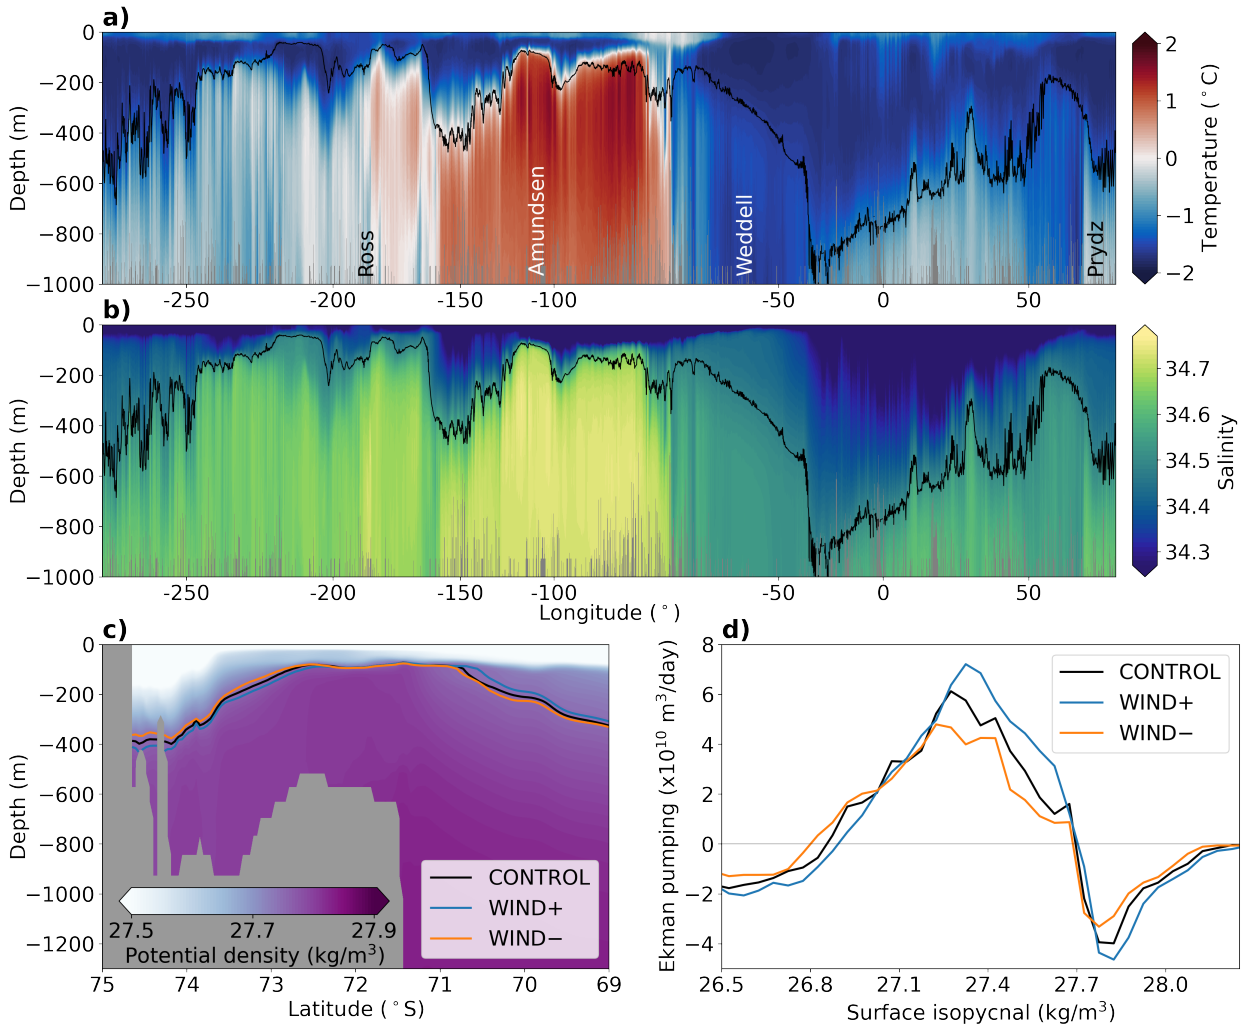 a)
0
−200
−400
−600
−800
−1000
Depth (m)
Ross
Amundsen
Weddell
Prydz
-250
-200
-150
-100
-50
0
50
2
1
0
−1
−2
Temperature (°C)
b)
0
−200
−400
−600
−800
−1000
Depth (m)
-250
-200
-150
-100
-50
0
50
Longitude (°)
34.7
34.6
34.5
34.4
34.3
Salinity
c)
0
−200
−400
−600
−800
−1000
−1200
Depth (m)
CONTROL
WIND+
WIND−
27.5
27.7
27.9
Potential density (kg/m³)
75
74
73
72
71
70
69
Latitude (°S)
d)
8
6
4
2
0
−2
−4
Ekman pumping (x10¹⁰ m³/day)
CONTROL
WIND+
WIND−
26.5
26.8
27.1
27.4
27.7
28.0
Surface isopycnal (kg/m³)